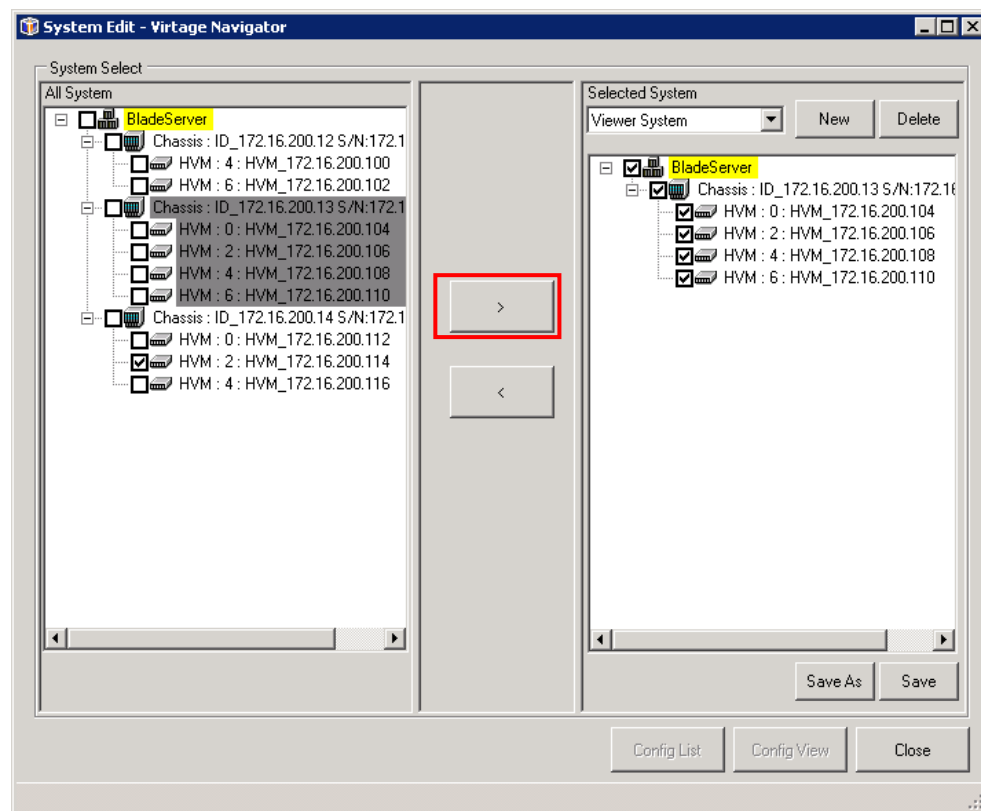 System Edit - Virtage Navigator
System Select
All System
BladeServer
Chassis : ID_172.16.200.12 S/N:172.1
HVM : 4 : HVM_172.16.200.100
HVM : 6 : HVM_172.16.200.102
Chassis : ID_172.16.200.13 S/N:172.1
HVM : 0 : HVM_172.16.200.104
HVM : 2 : HVM_172.16.200.106
HVM : 4 : HVM_172.16.200.108
HVM : 6 : HVM_172.16.200.110
Chassis : ID_172.16.200.14 S/N:172.1
HVM : 0 : HVM_172.16.200.112
HVM : 2 : HVM_172.16.200.114
HVM : 4 : HVM_172.16.200.116
>
<
Selected System
Viewer System
New
Delete
BladeServer
Chassis : ID_172.16.200.13 S/N:172.16
HVM : 0 : HVM_172.16.200.104
HVM : 2 : HVM_172.16.200.106
HVM : 4 : HVM_172.16.200.108
HVM : 6 : HVM_172.16.200.110
Save As
Save
Config List
Config View
Close